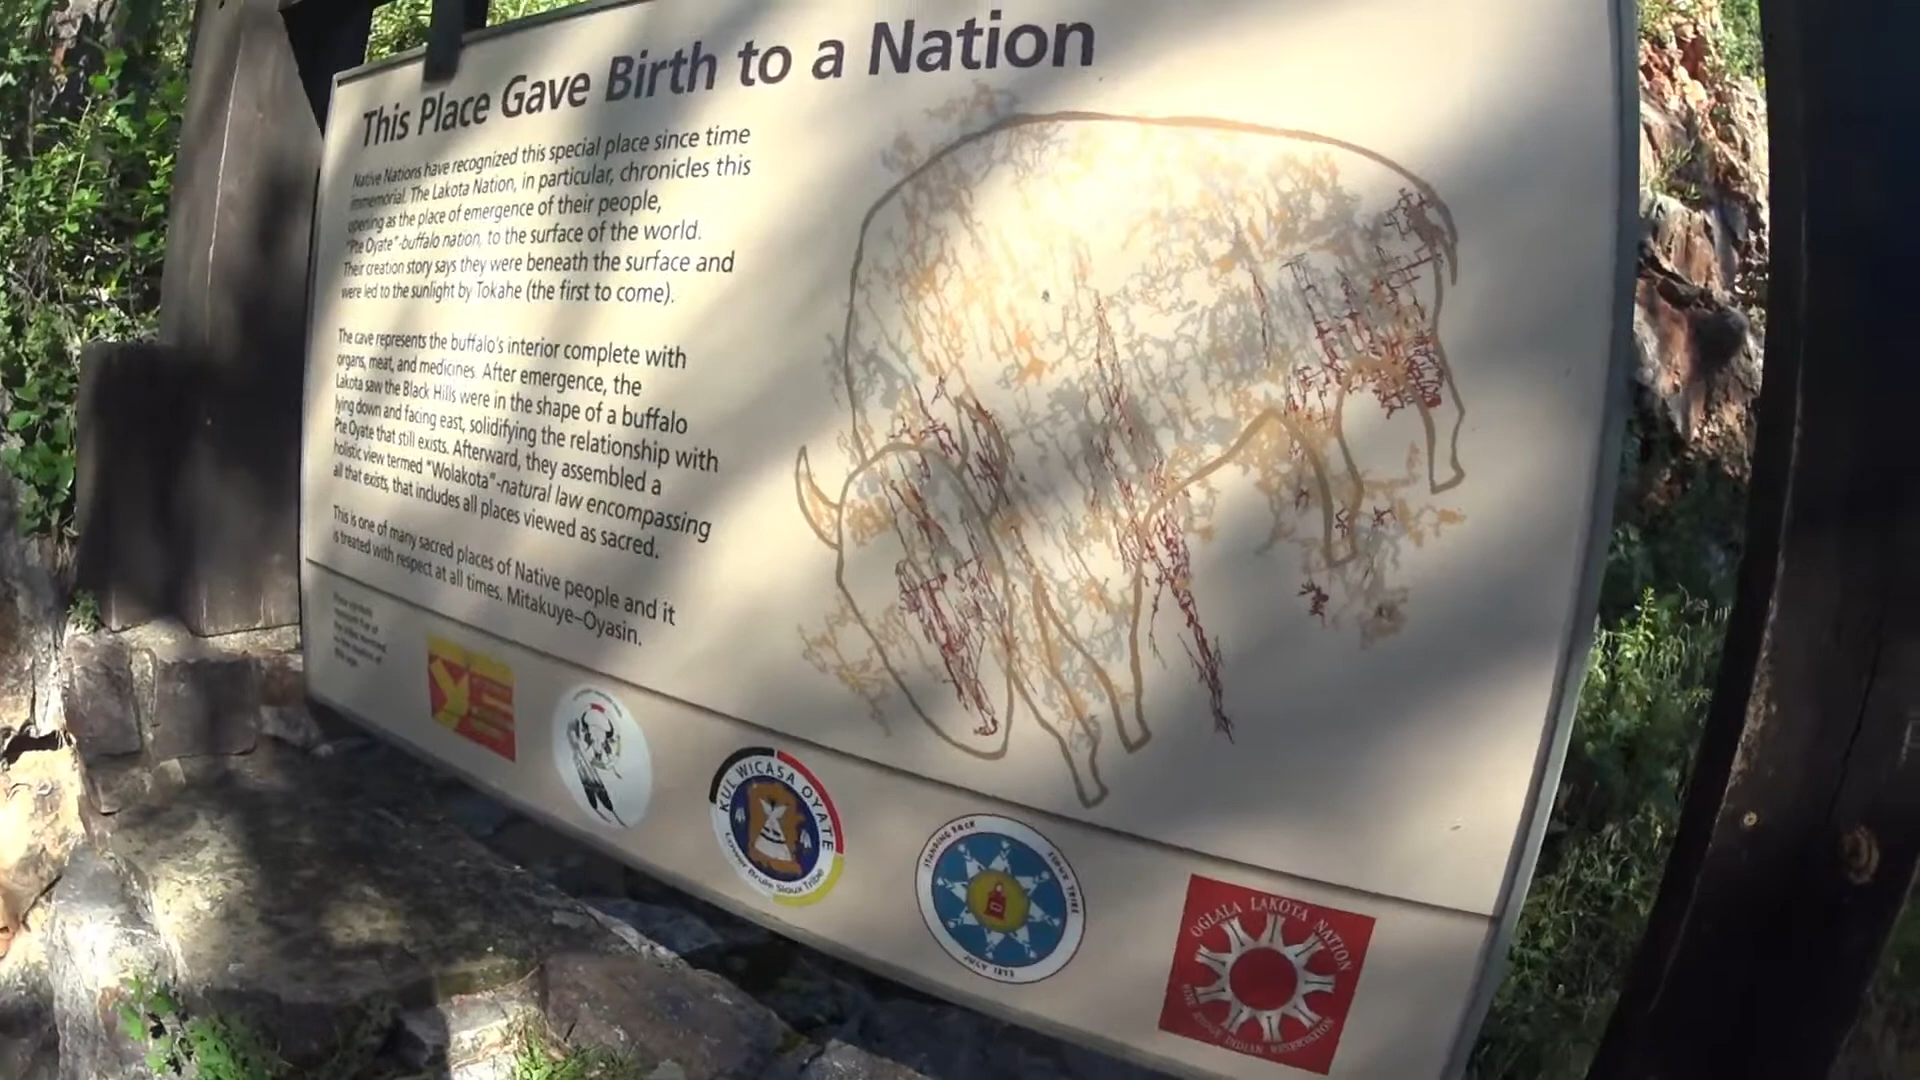 This Place Gave Birth to a Nation
Native Nations have recognized this special place since time
immemorial. The Lakota Nation, in particular, chronicles this
opening as the place of emergence of their people,
"Pte Oyate"-buffalo nation, to the surface of the world.
Their creation story says they were beneath the surface and
were led to the sunlight by Tokahe (the first to come).
The cave represents the buffalo's interior complete with
organs, meat, and medicines. After emergence, the
Lakota saw the Black Hills were in the shape of a buffalo
lying down and facing east, solidifying the relationship with
Pte Oyate that still exists. Afterward, they assembled a
holistic view termed "Wolakota"-natural law encompassing
all that exists, that includes all places viewed as sacred.
This is one of many sacred places of Native people and it
is treated with respect at all times. Mitakuye-Oyasin.
KUL WICASA OYATE
Lower Brule Sioux Tribe
STANDING ROCK
SIOUX TRIBE
JULY 1873
OGLALA LAKOTA NATION
PINE RIDGE INDIAN RESERVATION